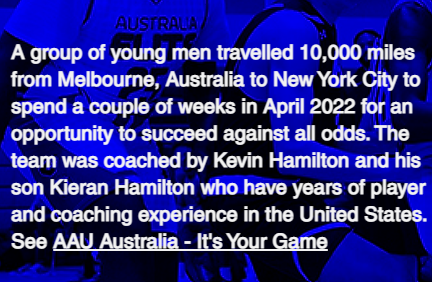 AUSTRALIA
A group of young men travelled 10,000 miles
from Melbourne, Australia to New York City to
spend a couple of weeks in April 2022 for an
opportunity to succeed against all odds. The
team was coached by Kevin Hamilton and his
son Kieran Hamilton who have years of player
and coaching experience in the United States.
See AAU Australia - It's Your Game